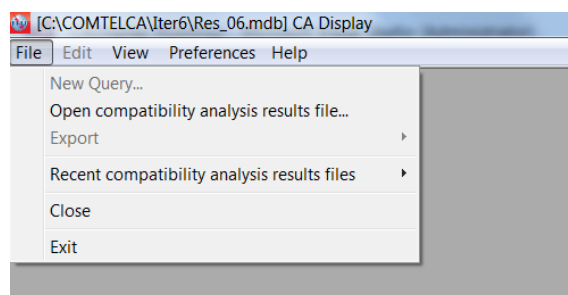 [C:\COMTELCA\Iter6\Res_06.mdb] CA Display
File Edit View Preferences Help
New Query...
Open compatibility analysis results file...
Export
Recent compatibility analysis results files
Close
Exit